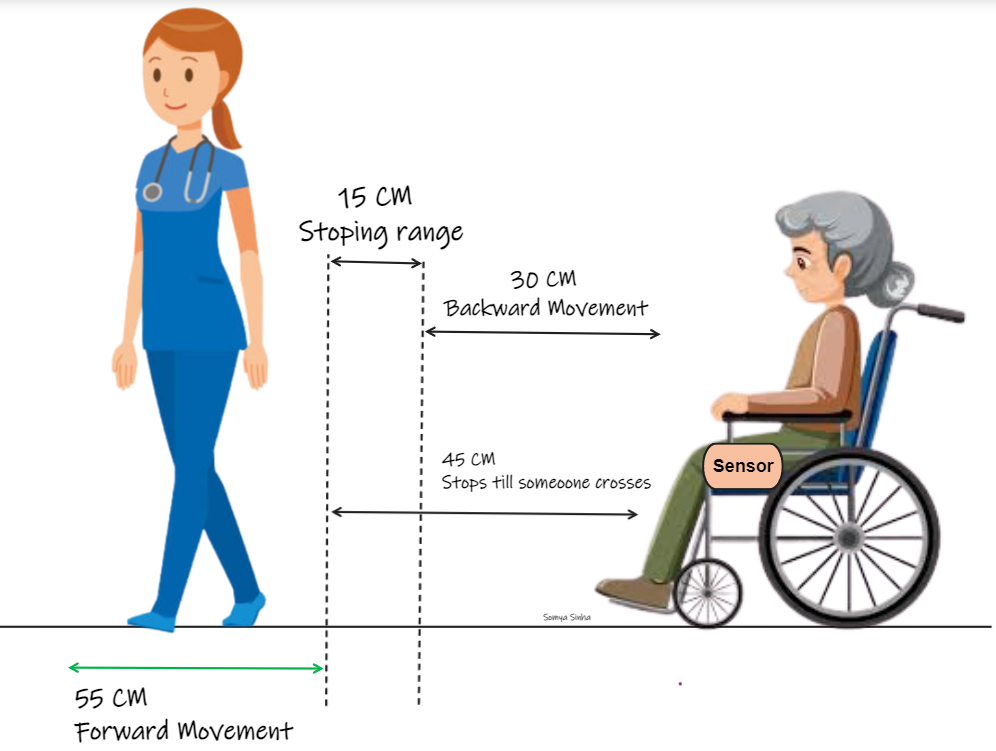 15 CM
Stoping range
30 CM
Backward Movement
45 CM
Stops till someoone crosses
Sensor
Somya Sinha
55 CM
Forward Movement